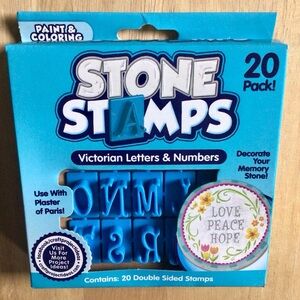 PAINT &
COLORING
STONE
STAMPS
20
Pack!
Victorian Letters & Numbers
Decorate
Your
Memory
Stone!
Use With
Plaster
of Paris!
LOVE
PEACE
HOPE
Visit
Us For
More
Project
Ideas!
Contains: 20 Double Sided Stamps